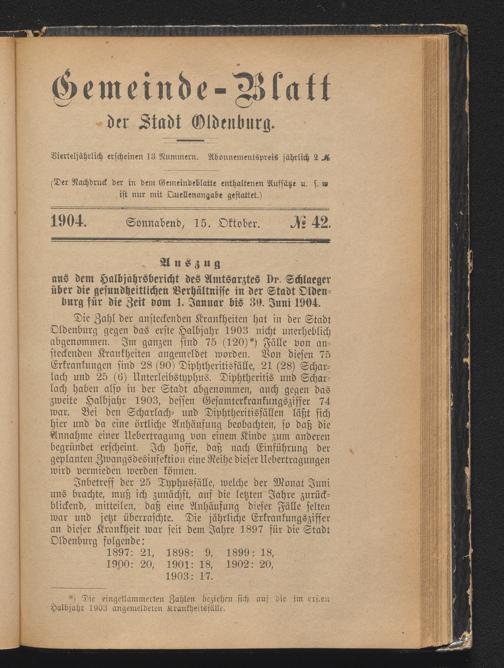 Gemeinde-Blatt
der Stadt Oldenburg.
Vierteljährlich erscheinen 13 Nummern. Abonnementspreis jährlich 2 ℳ
(Der Nachdruck der in dem Gemeindeblatte enthaltenen Aufsätze u. s. w
ist nur mit Quellenangabe gestattet.)
1904. Sonnabend, 15. Oktober. № 42.
Auszug
aus dem Halbjahrsbericht des Amtsarztes Dr. Schlaeger
über die gesundheitlichen Verhältnisse in der Stadt Olden-
burg für die Zeit vom 1. Januar bis 30. Juni 1904.
Die Zahl der ansteckenden Krankheiten hat in der Stadt
Oldenburg gegen das erste Halbjahr 1903 nicht unerheblich
abgenommen. Im ganzen sind 75 (120)*) Fälle von an-
steckenden Krankheiten angemeldet worden. Von diesen 75
Erkrankungen sind 28 (90) Diphtheritisfälle, 21 (28) Schar-
lach und 25 (6) Unterleibstyphus. Diphtheritis und Schar-
lach haben also in der Stadt abgenommen, auch gegen das
zweite Halbjahr 1903, dessen Gesamterkrankungsziffer 74
war. Bei den Scharlach- und Diphtheritisfällen läßt sich
hier und da eine örtliche Anhäufung beobachten, so daß die
Annahme einer Uebertragung von einem Kinde zum anderen
begründet erscheint. Ich hoffe, daß nach Einführung der
geplanten Zwangsdesinfektion eine Reihe dieser Uebertragungen
wird vermieden werden können.
Inbetreff der 25 Typhusfälle, welche der Monat Juni
uns brachte, muß ich zunächst, auf die letzten Jahre zurück-
blickend, mitteilen, daß eine Anhäufung dieser Fälle selten
war und jetzt überraschte. Die jährliche Erkrankungsziffer
an dieser Krankheit war seit dem Jahre 1897 für die Stadt
Oldenburg folgende:
1897: 21, 1898: 9, 1899: 18,
1900: 20, 1901: 18, 1902: 20,
1903: 17.
*) Die eingeklammerten Zahlen beziehen sich auf die im ersten
Halbjahr 1903 angemeldeten Krankheitsfälle.